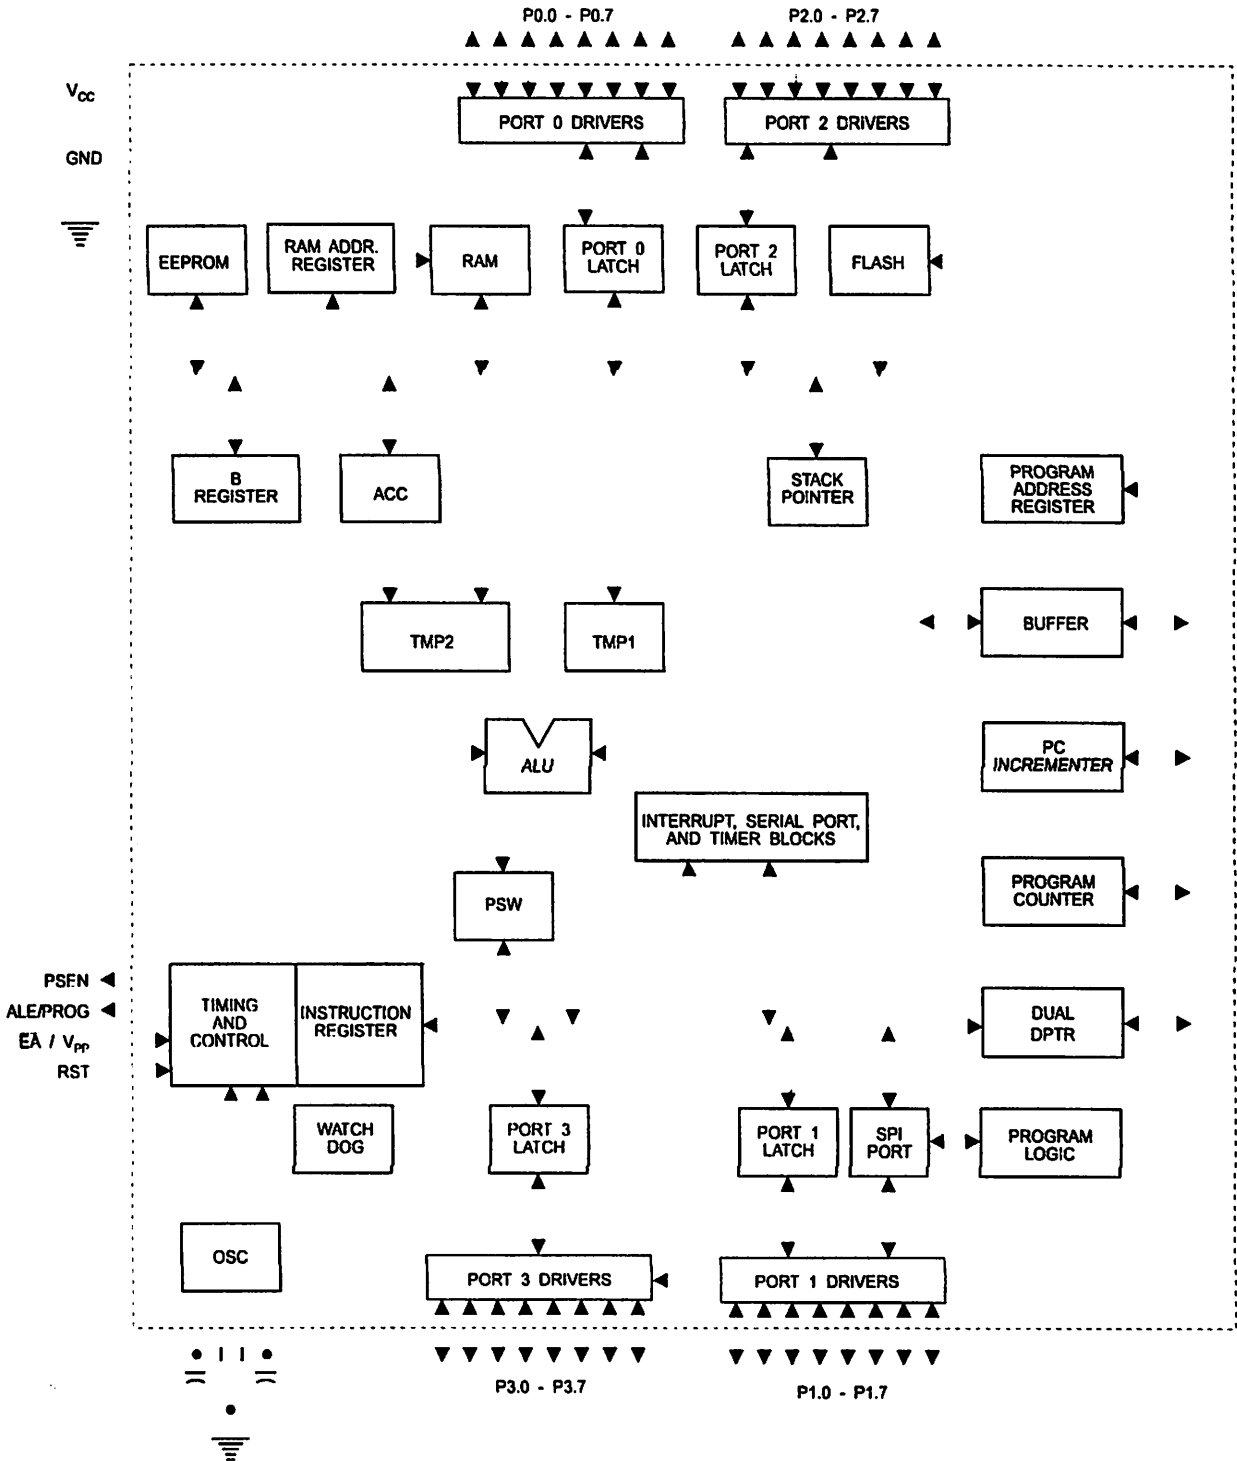 P0.0 - P0.7
P2.0 - P2.7
VCC
PORT 0 DRIVERS
PORT 2 DRIVERS
GND
EEPROM
RAM ADDR.
REGISTER
RAM
PORT 0
LATCH
PORT 2
LATCH
FLASH
B
REGISTER
ACC
STACK
POINTER
PROGRAM
ADDRESS
REGISTER
TMP2
TMP1
BUFFER
ALU
PC
INCREMENTER
INTERRUPT, SERIAL PORT,
AND TIMER BLOCKS
PSW
PROGRAM
COUNTER
PSEN
ALE/PROG
EA / VPP
RST
TIMING
AND
CONTROL
INSTRUCTION
REGISTER
DUAL
DPTR
WATCH
DOG
PORT 3
LATCH
PORT 1
LATCH
SPI
PORT
PROGRAM
LOGIC
OSC
PORT 3 DRIVERS
PORT 1 DRIVERS
P3.0 - P3.7
P1.0 - P1.7